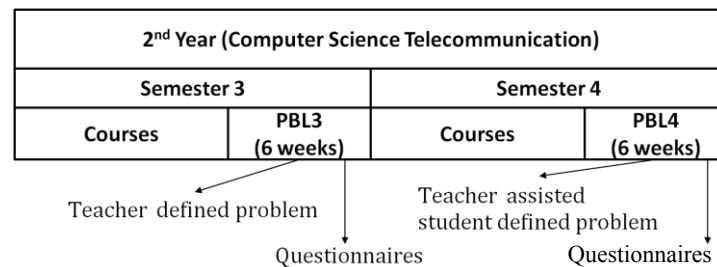 2nd Year (Computer Science Telecommunication)
Semester 3
Semester 4
Courses
PBL3
(6 weeks)
Courses
PBL4
(6 weeks)
Teacher defined problem
Teacher assisted
student defined problem
Questionnaires
Questionnaires